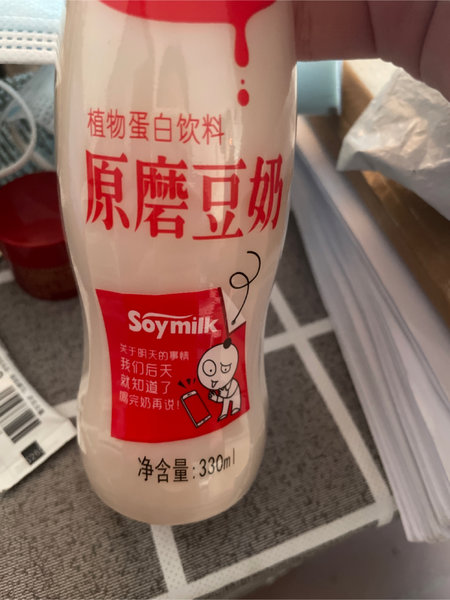 植物蛋白饮料
原磨豆奶
Soymilk
关于明天的事情
我们后天
就知道了
喝完奶再说!
净含量:330ml